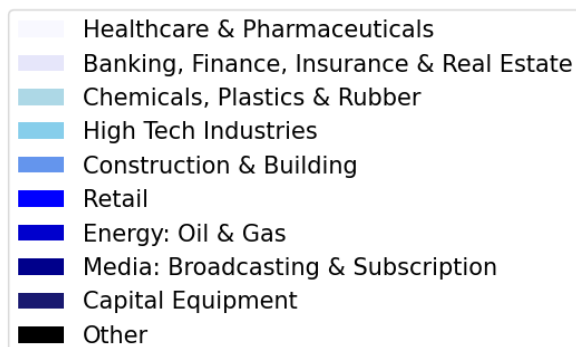 Healthcare & Pharmaceuticals
Banking, Finance, Insurance & Real Estate
Chemicals, Plastics & Rubber
High Tech Industries
Construction & Building
Retail
Energy: Oil & Gas
Media: Broadcasting & Subscription
Capital Equipment
Other